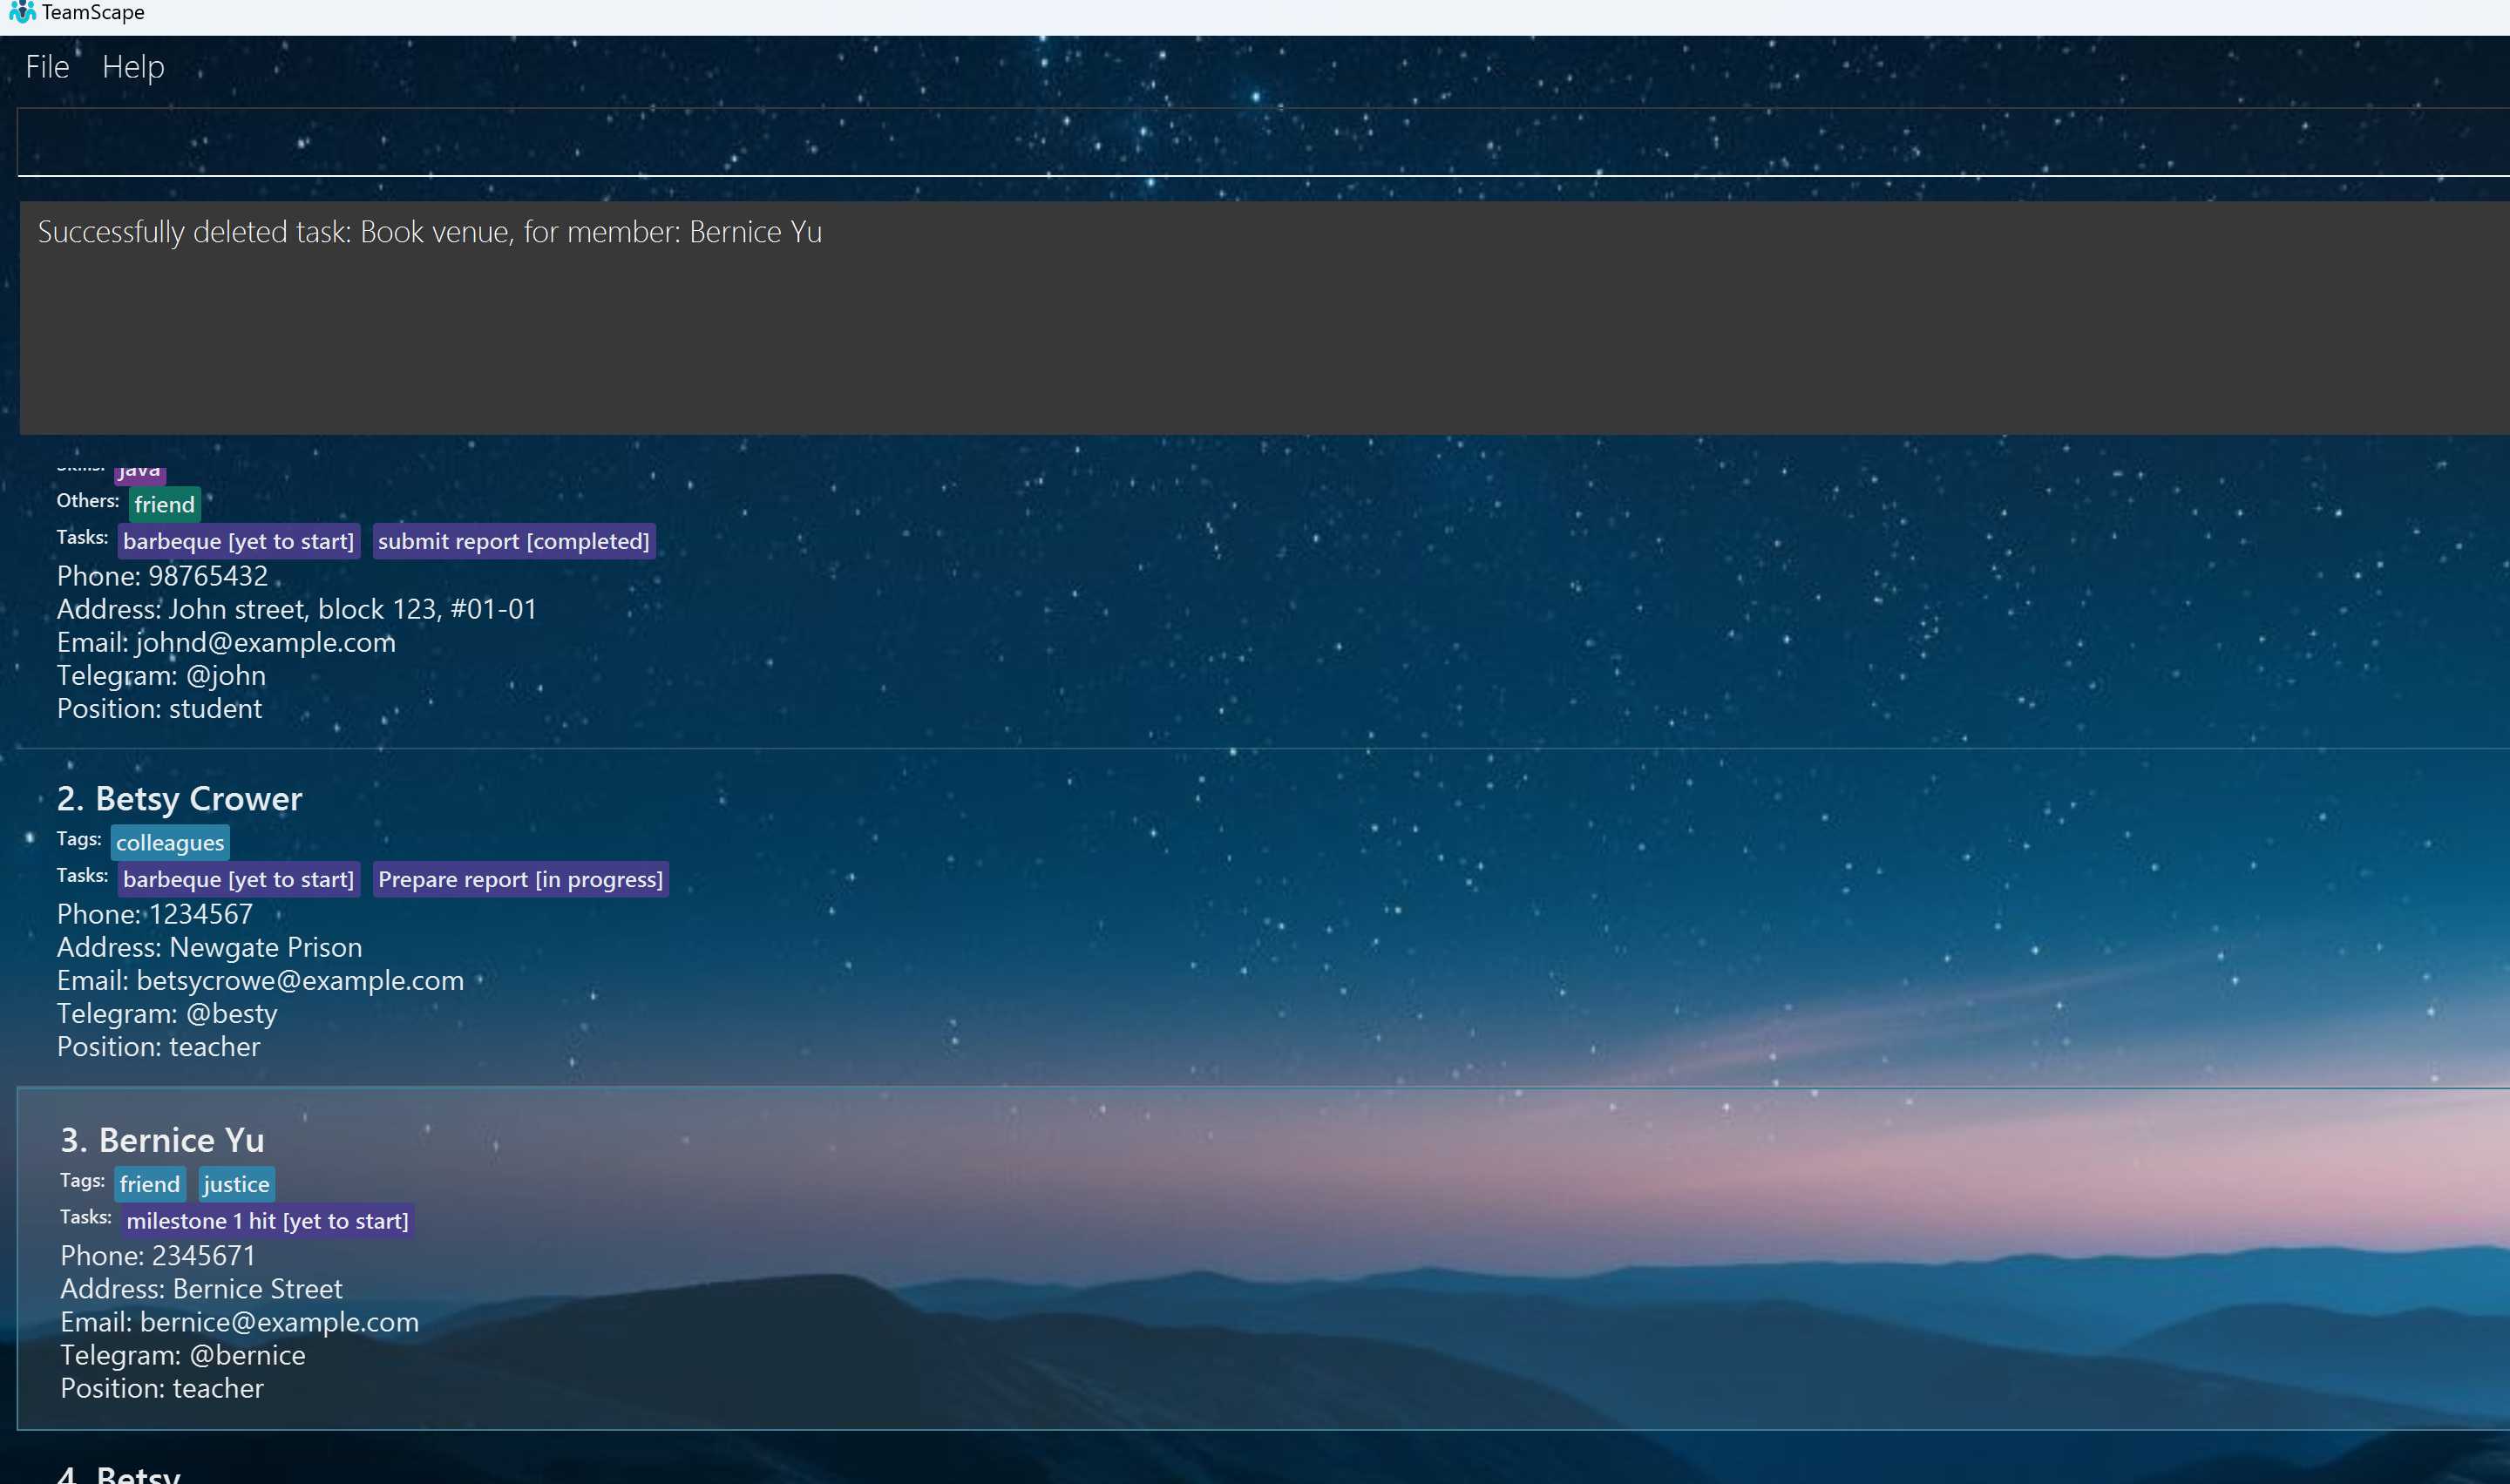 TeamScape
File Help
Successfully deleted task: Book venue, for member: Bernice Yu
Skills: java
Others: friend
Tasks: barbeque [yet to start] submit report [completed]
Phone: 98765432
Address: John street, block 123, #01-01
Email: johnd@example.com
Telegram: @john
Position: student
2. Betsy Crower
Tags: colleagues
Tasks: barbeque [yet to start] Prepare report [in progress]
Phone: 1234567
Address: Newgate Prison
Email: betsycrowe@example.com
Telegram: @besty
Position: teacher
3. Bernice Yu
Tags: friend justice
Tasks: milestone 1 hit [yet to start]
Phone: 2345671
Address: Bernice Street
Email: bernice@example.com
Telegram: @bernice
Position: teacher
4. Betsy